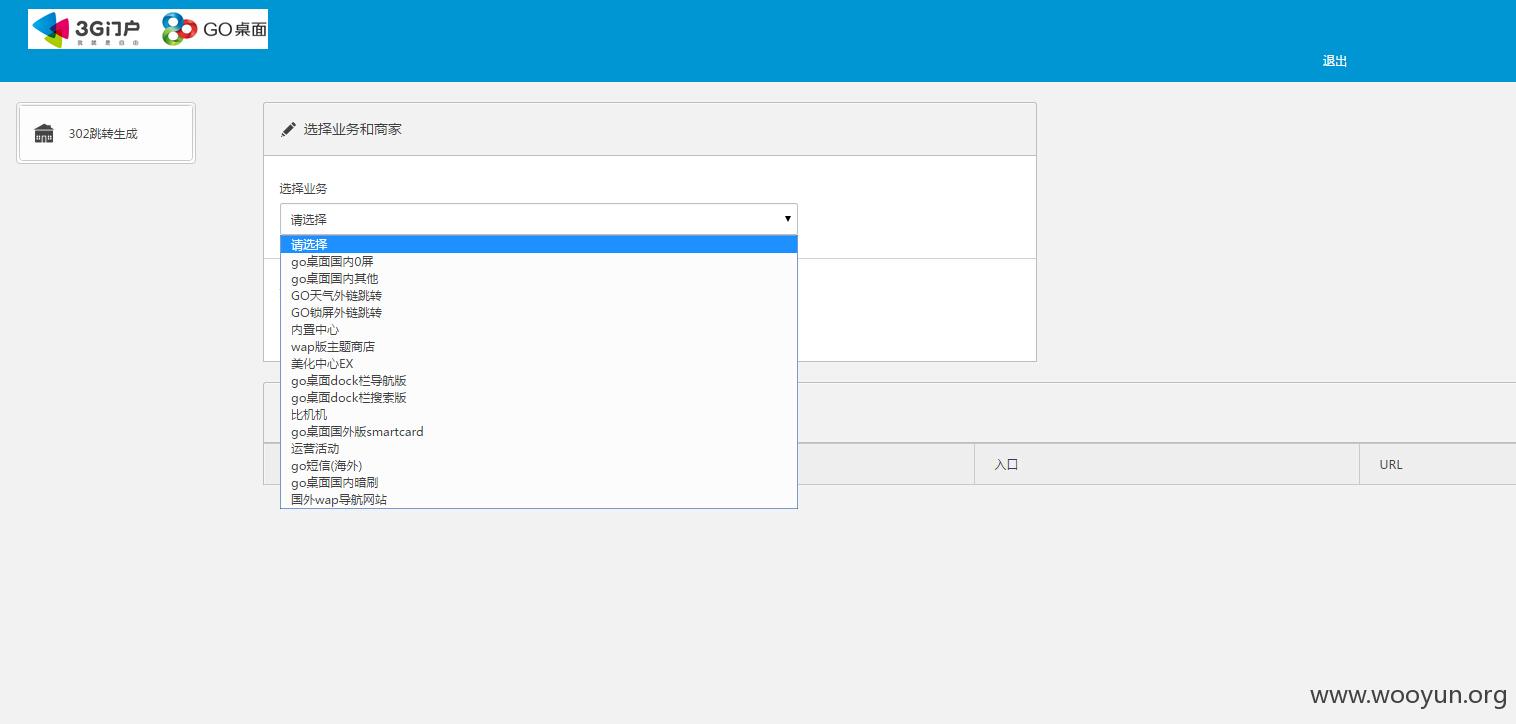 3G门户
我就是自由
GO桌面
退出
302跳转生成
选择业务和商家
选择业务
请选择
请选择
go桌面国内0屏
go桌面国内其他
GO天气外链跳转
GO锁屏外链跳转
内置中心
wap版主题商店
美化中心EX
go桌面dock栏导航版
go桌面dock栏搜索版
比机机
go桌面国外版smartcard
运营活动
go短信(海外)
go桌面国内暗刷
国外wap导航网站
入口
URL
www.wooyun.org